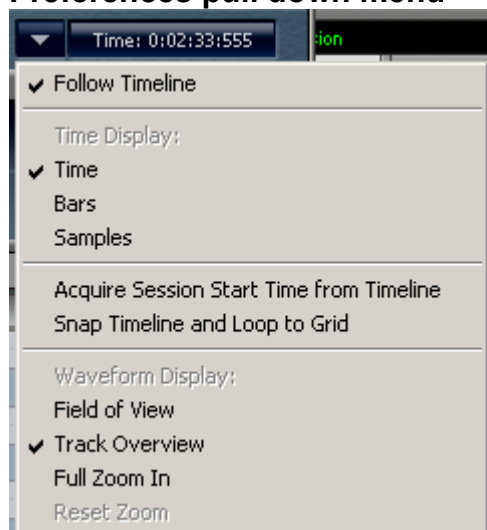 Preferences pull down menu
Time: 0:02:33:555
Follow Timeline
Time Display:
Time
Bars
Samples
Acquire Session Start Time from Timeline
Snap Timeline and Loop to Grid
Waveform Display:
Field of View
Track Overview
Full Zoom In
Reset Zoom